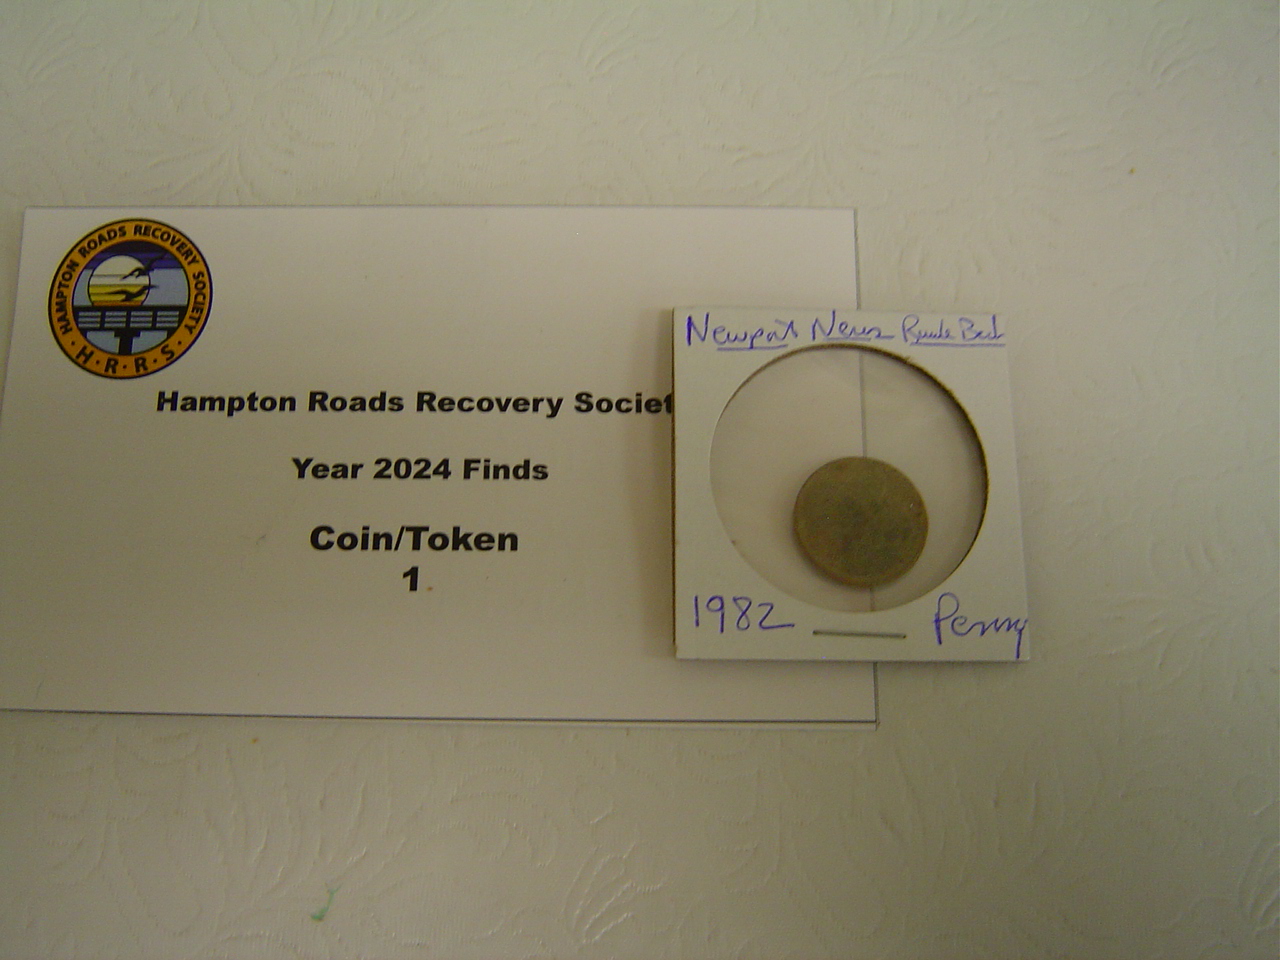 HAMPTON ROADS RECOVERY SOCIETY
· H · R · R · S ·
Hampton Roads Recovery Societ
Year 2024 Finds
Coin/Token
1
Newport News
1982 Penny